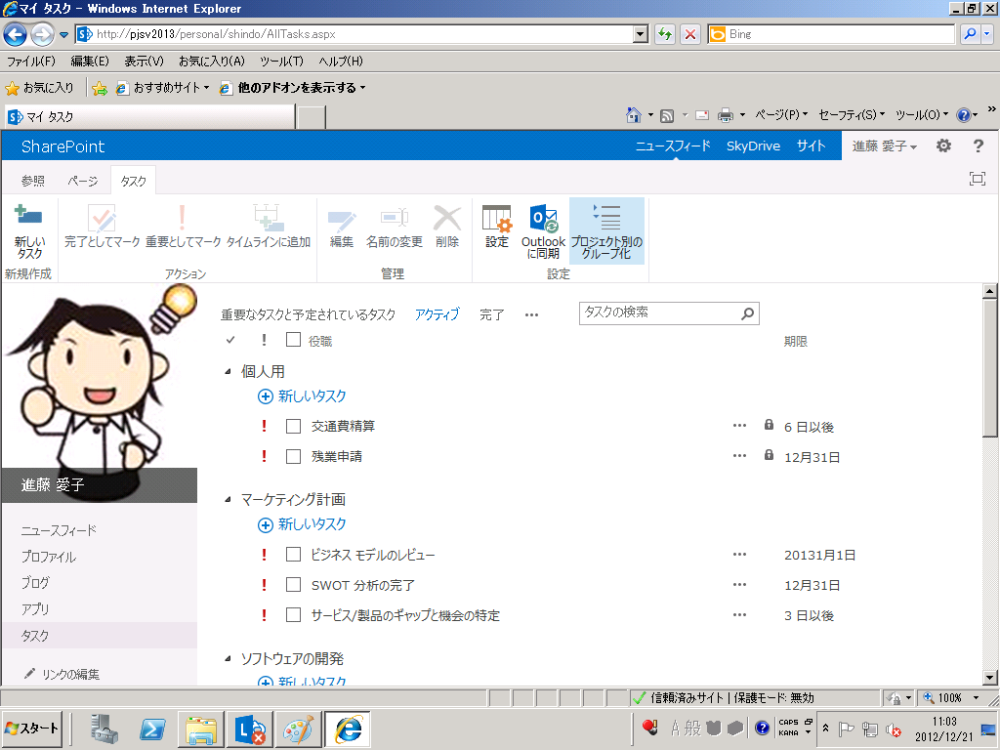 マイ タスク - Windows Internet Explorer
http://pjsv2013/personal/shindo/AllTasks.aspx
Bing
ファイル(F) 編集(E) 表示(V) お気に入り(A) ツール(T) ヘルプ(H)
お気に入り おすすめサイト 他のアドオンを表示する
マイ タスク
ページ(P) セーフティ(S) ツール(O)
SharePoint
ニュースフィード SkyDrive サイト 進藤 愛子
参照 ページ タスク
新しいタスク 完了としてマーク 重要としてマーク タイムラインに追加 編集 名前の変更 削除 設定 Outlook に同期 プロジェクト別のグループ化
新規作成 アクション 管理 設定
重要なタスクと予定されているタスク アクティブ 完了 ...
タスクの検索
役職 期限
個人用
新しいタスク
! 交通費精算 ... 6 日以後
! 残業申請 ... 12月31日
進藤 愛子
マーケティング計画
新しいタスク
! ビジネス モデルのレビュー ... 20131月1日
! SWOT 分析の完了 ... 12月31日
! サービス/製品のギャップと機会の特定 ... 3 日以後
ソフトウェアの開発
新しいタスク
ニュースフィード
プロファイル
ブログ
アプリ
タスク
リンクの編集
信頼済みサイト | 保護モード: 無効
100%
スタート
A 般
CAPS
KANA
11:03
2012/12/21